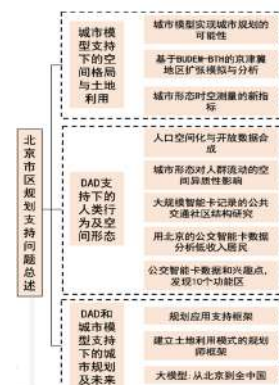 北京市区规划支持问题总述
城市模
型支持
下的空
间格局
与土地
利用
城市模型实现城市规划的
可能性
基于BUDEM-BTH的京津冀
地区扩张模拟与分析
城市形态时空测量的新指
标
DAD支
持下的
人类行
为及空
间形态
人口空间化与开放数据合
成
城市形态对人群流动的空
间异质性影响
大规模智能卡记录的公共
交通社区结构研究
用北京的公交智能卡数据
分析低收入居民
公交智能卡数据和兴趣点,
发现10个功能区
DAD和
城市模
型支持
下的城
市规划
及未来
规划应用支持框架
建立土地利用模式的规划
师框架
大模型:从北京到全中国